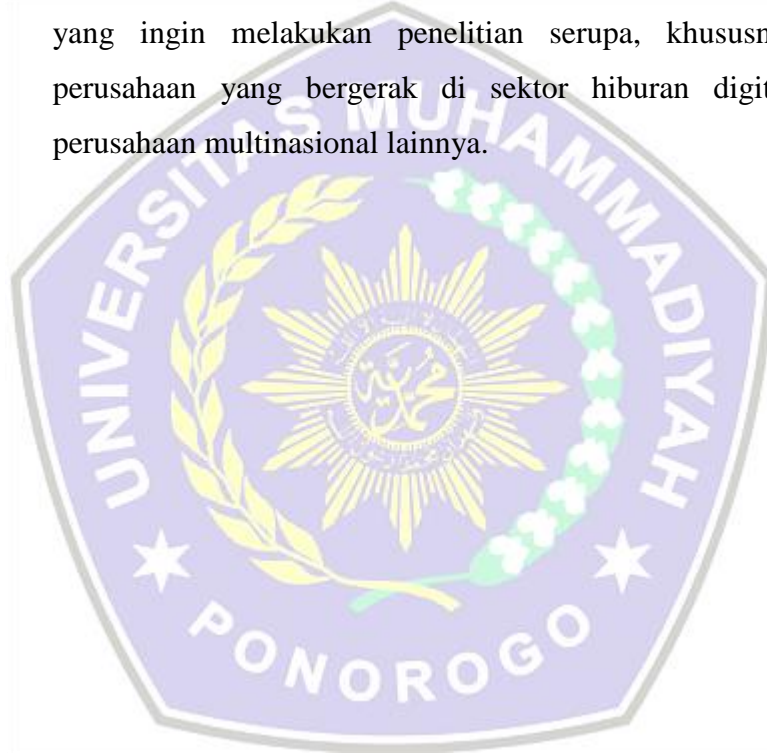 yang ingin melakukan penelitian serupa, khususn
perusahaan yang bergerak di sektor hiburan digit
perusahaan multinasional lainnya.
UNIVERSITAS MUHAMMADIYAH
PONOROGO
محمدية